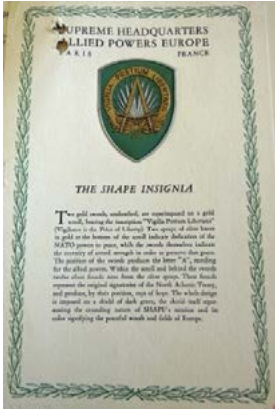 SUPREME HEADQUARTERS
ALLIED POWERS EUROPE
PARIS FRANCE
VIGILIA PRETIUM LIBERTATIS
THE SHAPE INSIGNIA
Two gold swords, unsheathed, are superimposed on a gold
scroll, bearing the inscription "Vigilia Pretium Libertatis"
(Vigilance is the Price of Liberty). Two sprays of olive leaves
in gold at the bottom of the scroll indicate dedication of the
NATO powers to peace, while the swords themselves indicate
the necessity of armed strength in order to preserve that peace.
The position of the swords produces the letter "A", standing
for the allied powers. Within the scroll and behind the swords
twelve silver fronds rise from the olive sprays. These fronds
represent the original signatories of the North Atlantic Treaty,
and produce, by their position, rays of hope. The whole design
is imposed on a shield of dark green, the shield itself repre-
senting the crusading nature of SHAPE's mission and its
color signifying the peaceful woods and fields of Europe.